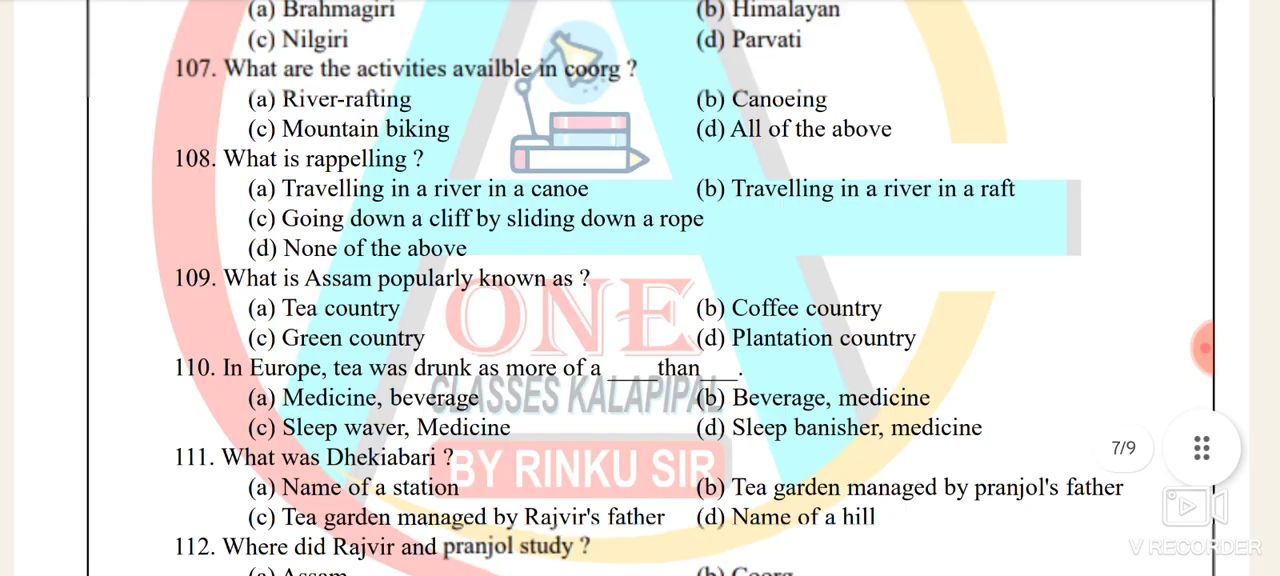 (a) Brahmagiri (b) Himalayan
(c) Nilgiri (d) Parvati
107. What are the activities availble in coorg ?
(a) River-rafting (b) Canoeing
(c) Mountain biking (d) All of the above
108. What is rappelling ?
(a) Travelling in a river in a canoe (b) Travelling in a river in a raft
(c) Going down a cliff by sliding down a rope
(d) None of the above
109. What is Assam popularly known as ?
(a) Tea country (b) Coffee country
ONE
(c) Green country (d) Plantation country
110. In Europe, tea was drunk as more of a ____than___.
(a) Medicine, beverage (b) Beverage, medicine
CLASSES KALAPIPAL
(c) Sleep waver, Medicine (d) Sleep banisher, medicine
7/9
111. What was Dhekiabari ?
BY RINKU SIR
(a) Name of a station (b) Tea garden managed by pranjol's father
(c) Tea garden managed by Rajvir's father (d) Name of a hill
112. Where did Rajvir and pranjol study ?
V RECORDER
(a) Assam (b) Coorg